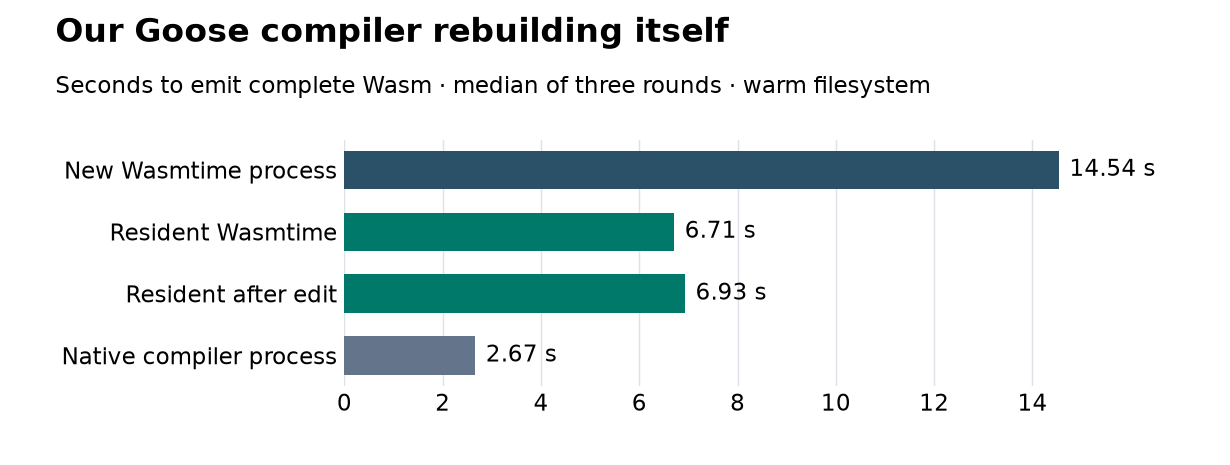 Our Goose compiler rebuilding itself
Seconds to emit complete Wasm · median of three rounds · warm filesystem
New Wasmtime process 14.54 s
Resident Wasmtime 6.71 s
Resident after edit 6.93 s
Native compiler process 2.67 s
0 2 4 6 8 10 12 14